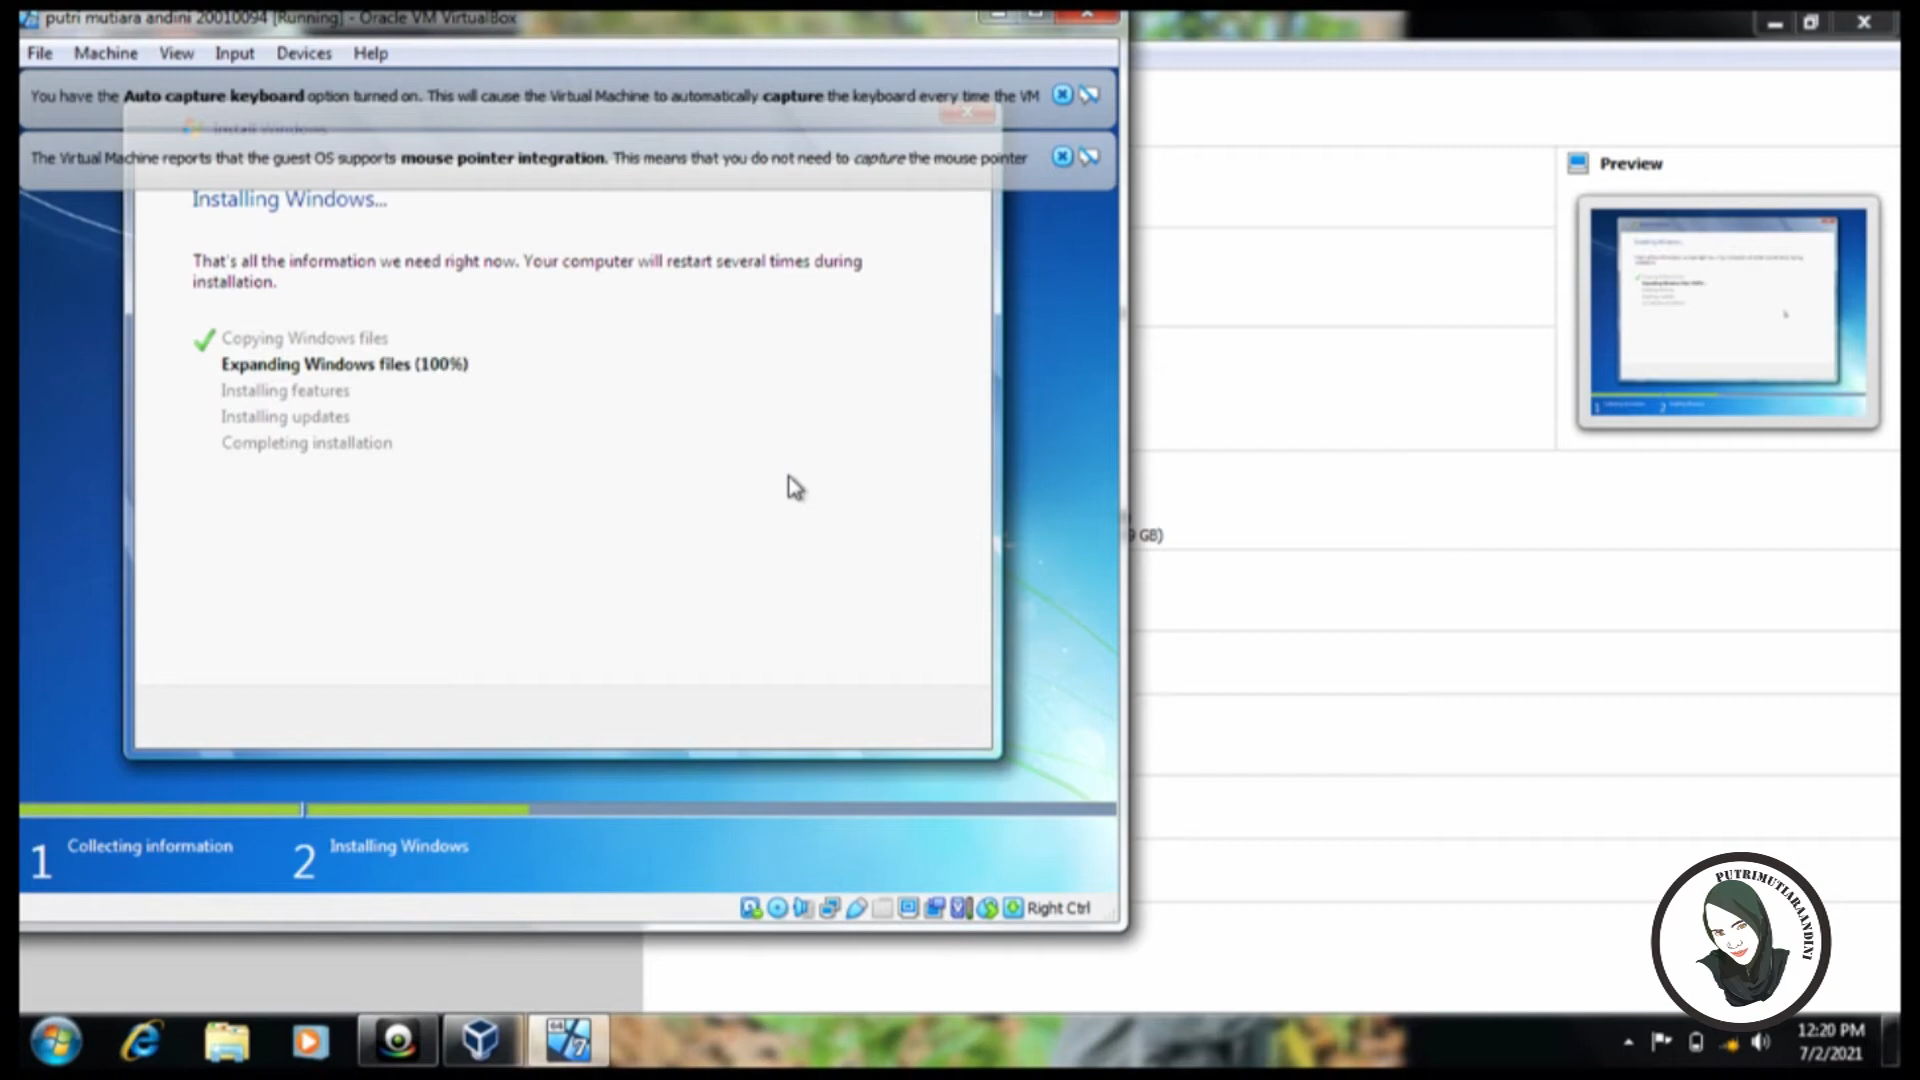 putri mutiara andini 20010094 [Running] - Oracle VM VirtualBox
File Machine View Input Devices Help
You have the Auto capture keyboard option turned on. This will cause the Virtual Machine to automatically capture the keyboard every time the VM
Install Windows
The Virtual Machine reports that the guest OS supports mouse pointer integration. This means that you do not need to capture the mouse pointer
Preview
Installing Windows...
That's all the information we need right now. Your computer will restart several times during
installation.
Copying Windows files
Expanding Windows files (100%)
Installing features
Installing updates
Completing installation
GB)
1 Collecting information 2 Installing Windows
Right Ctrl
PUTRIMUTIARAANDINI
64
7
12:20 PM
7/2/2021